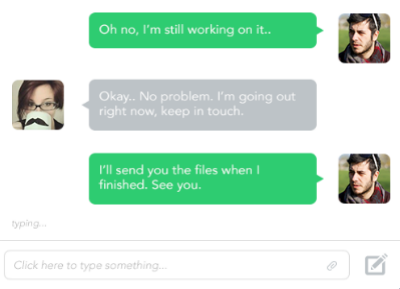 Oh no, I'm still working on it..
Okay.. No problem. I'm going out
right now, keep in touch.
I'll send you the files when I
finished. See you.
typing...
Click here to type something...